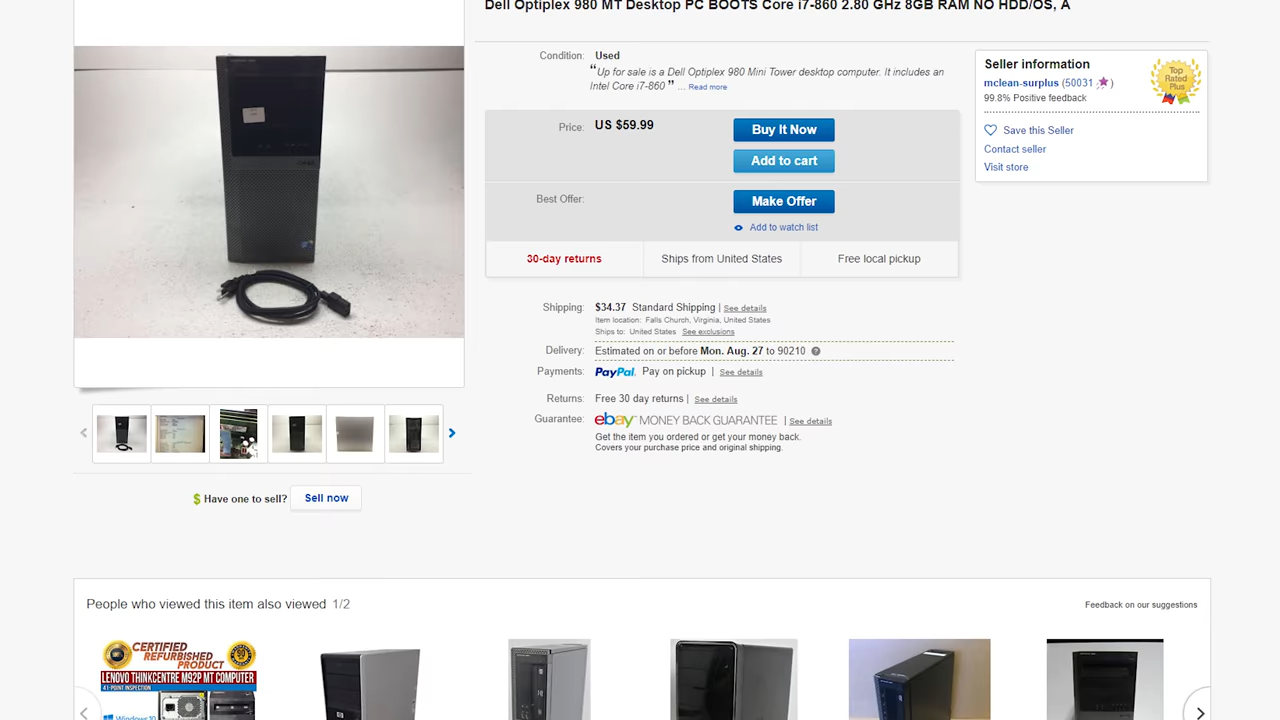 Dell Optiplex 980 MT Desktop PC BOOTS Core i7-860 2.80 GHz 8GB RAM NO HDD/OS, A
Condition: Used
“Up for sale is a Dell Optiplex 980 Mini Tower desktop computer. It includes an
Intel Core i7-860 ” ... Read more
Price: US $59.99
Buy It Now
Add to cart
Best Offer:
Make Offer
Add to watch list
30-day returns
Ships from United States
Free local pickup
Shipping: $34.37 Standard Shipping | See details
Item location: Falls Church, Virginia, United States
Ships to: United States See exclusions
Delivery: Estimated on or before Mon. Aug. 27 to 90210
Payments: PayPal Pay on pickup | See details
Returns: Free 30 day returns | See details
Guarantee: ebay MONEY BACK GUARANTEE | See details
Get the item you ordered or get your money back.
Covers your purchase price and original shipping.
Seller information
mclean-surplus (50031 )
99.8% Positive feedback
Top
Rated
Plus
Save this Seller
Contact seller
Visit store
$ Have one to sell? Sell now
People who viewed this item also viewed 1/2
Feedback on our suggestions
CERTIFIED
REFURBISHED
PRODUCT
LENOVO THINKCENTRE M92P MT COMPUTER
41-POINT INSPECTION
Windows 10